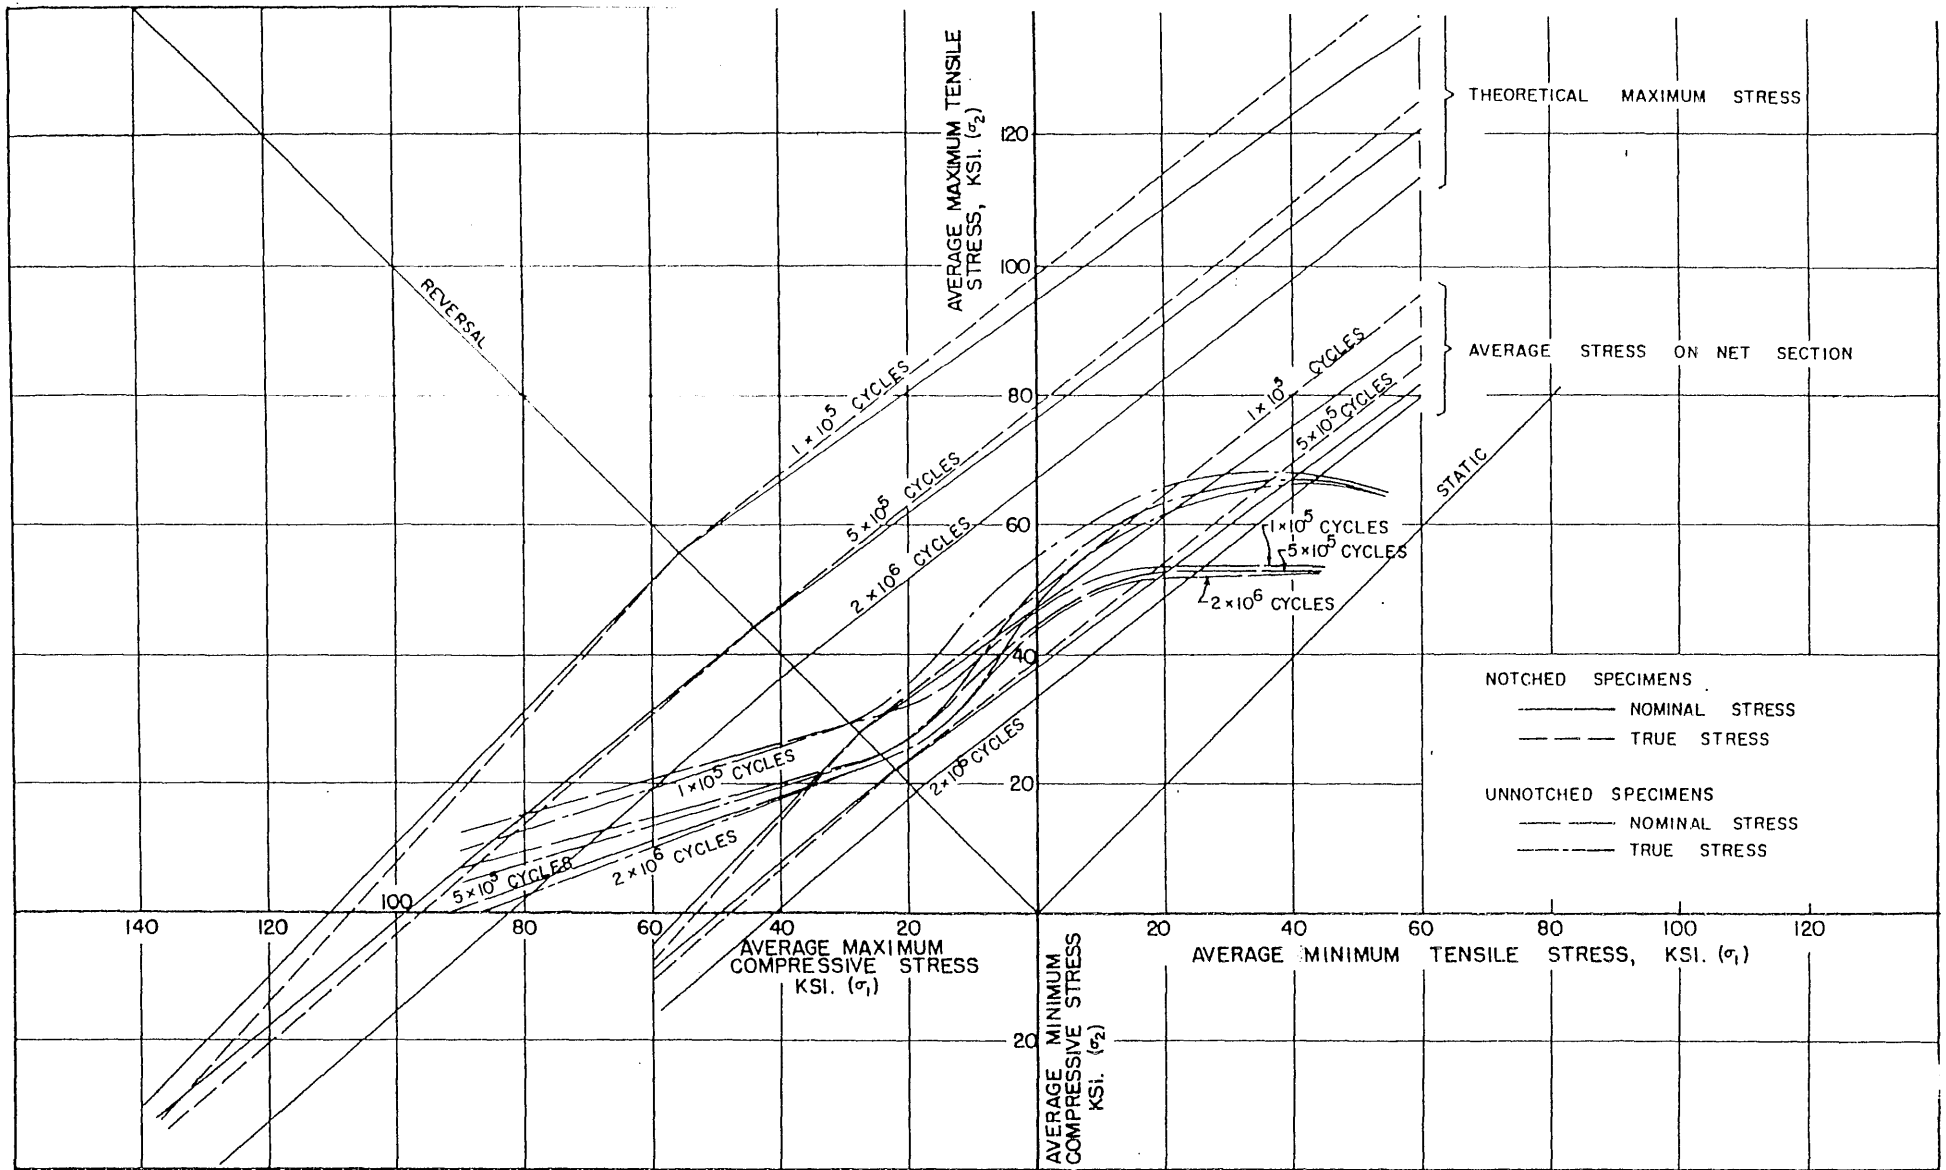 AVERAGE MAXIMUM TENSILE
STRESS, KSI. (σ₂)
120
100
80
60
40
20
THEORETICAL MAXIMUM STRESS
AVERAGE STRESS ON NET SECTION
REVERSAL
STATIC
1 × 10⁵ CYCLES
5 × 10⁵ CYCLES
2 × 10⁶ CYCLES
1 × 10⁵ CYCLES
5 × 10⁵ CYCLES
1 × 10⁵ CYCLES
5 × 10⁵ CYCLES
2 × 10⁶ CYCLES
2 × 10⁶ CYCLES
1 × 10⁵ CYCLES
5 × 10⁵ CYCLES
2 × 10⁶ CYCLES
NOTCHED SPECIMENS
NOMINAL STRESS
TRUE STRESS
UNNOTCHED SPECIMENS
NOMINAL STRESS
TRUE STRESS
100
140 120 80 60 40 20 20 40 60 80 100 120
AVERAGE MAXIMUM
COMPRESSIVE STRESS
KSI. (σ₁)
AVERAGE MINIMUM TENSILE STRESS, KSI. (σ₁)
20
AVERAGE MINIMUM
COMPRESSIVE STRESS
KSI. (σ₂)